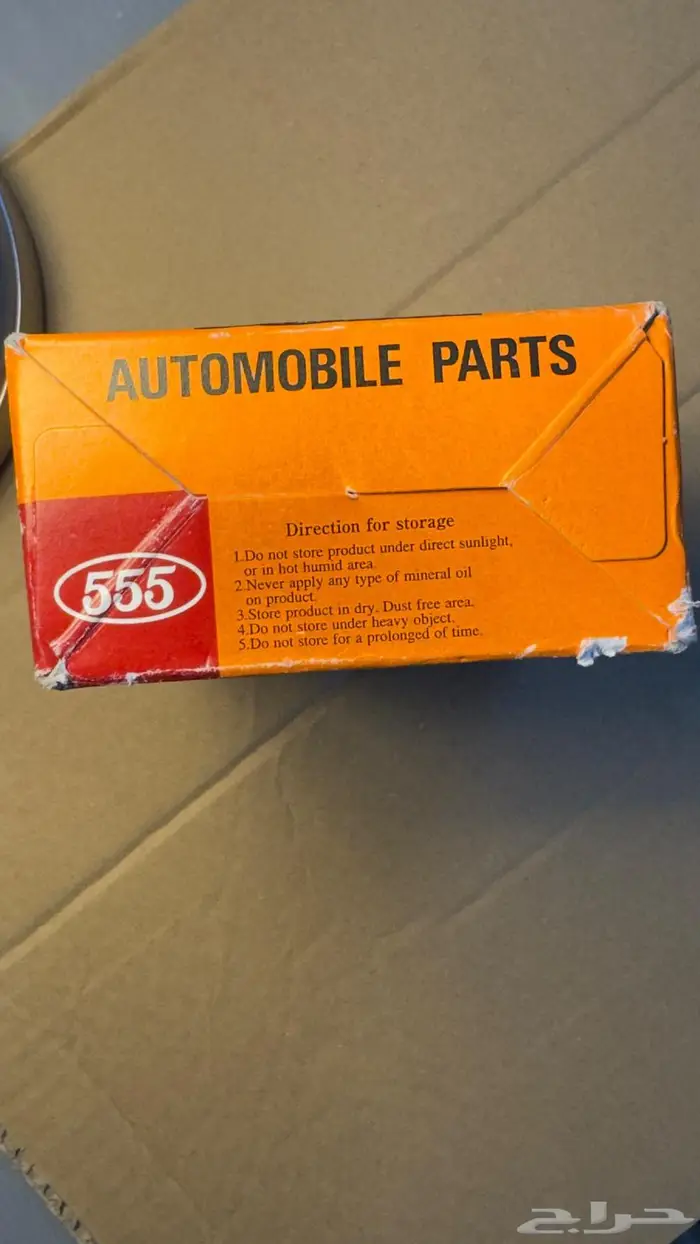 AUTOMOBILE PARTS
555
Direction for storage
1.Do not store product under direct sunlight,
or in hot humid area.
2.Never apply any type of mineral oil
on product.
3.Store product in dry. Dust free area.
4.Do not store under heavy object.
5.Do not store for a prolonged of time.
حراج